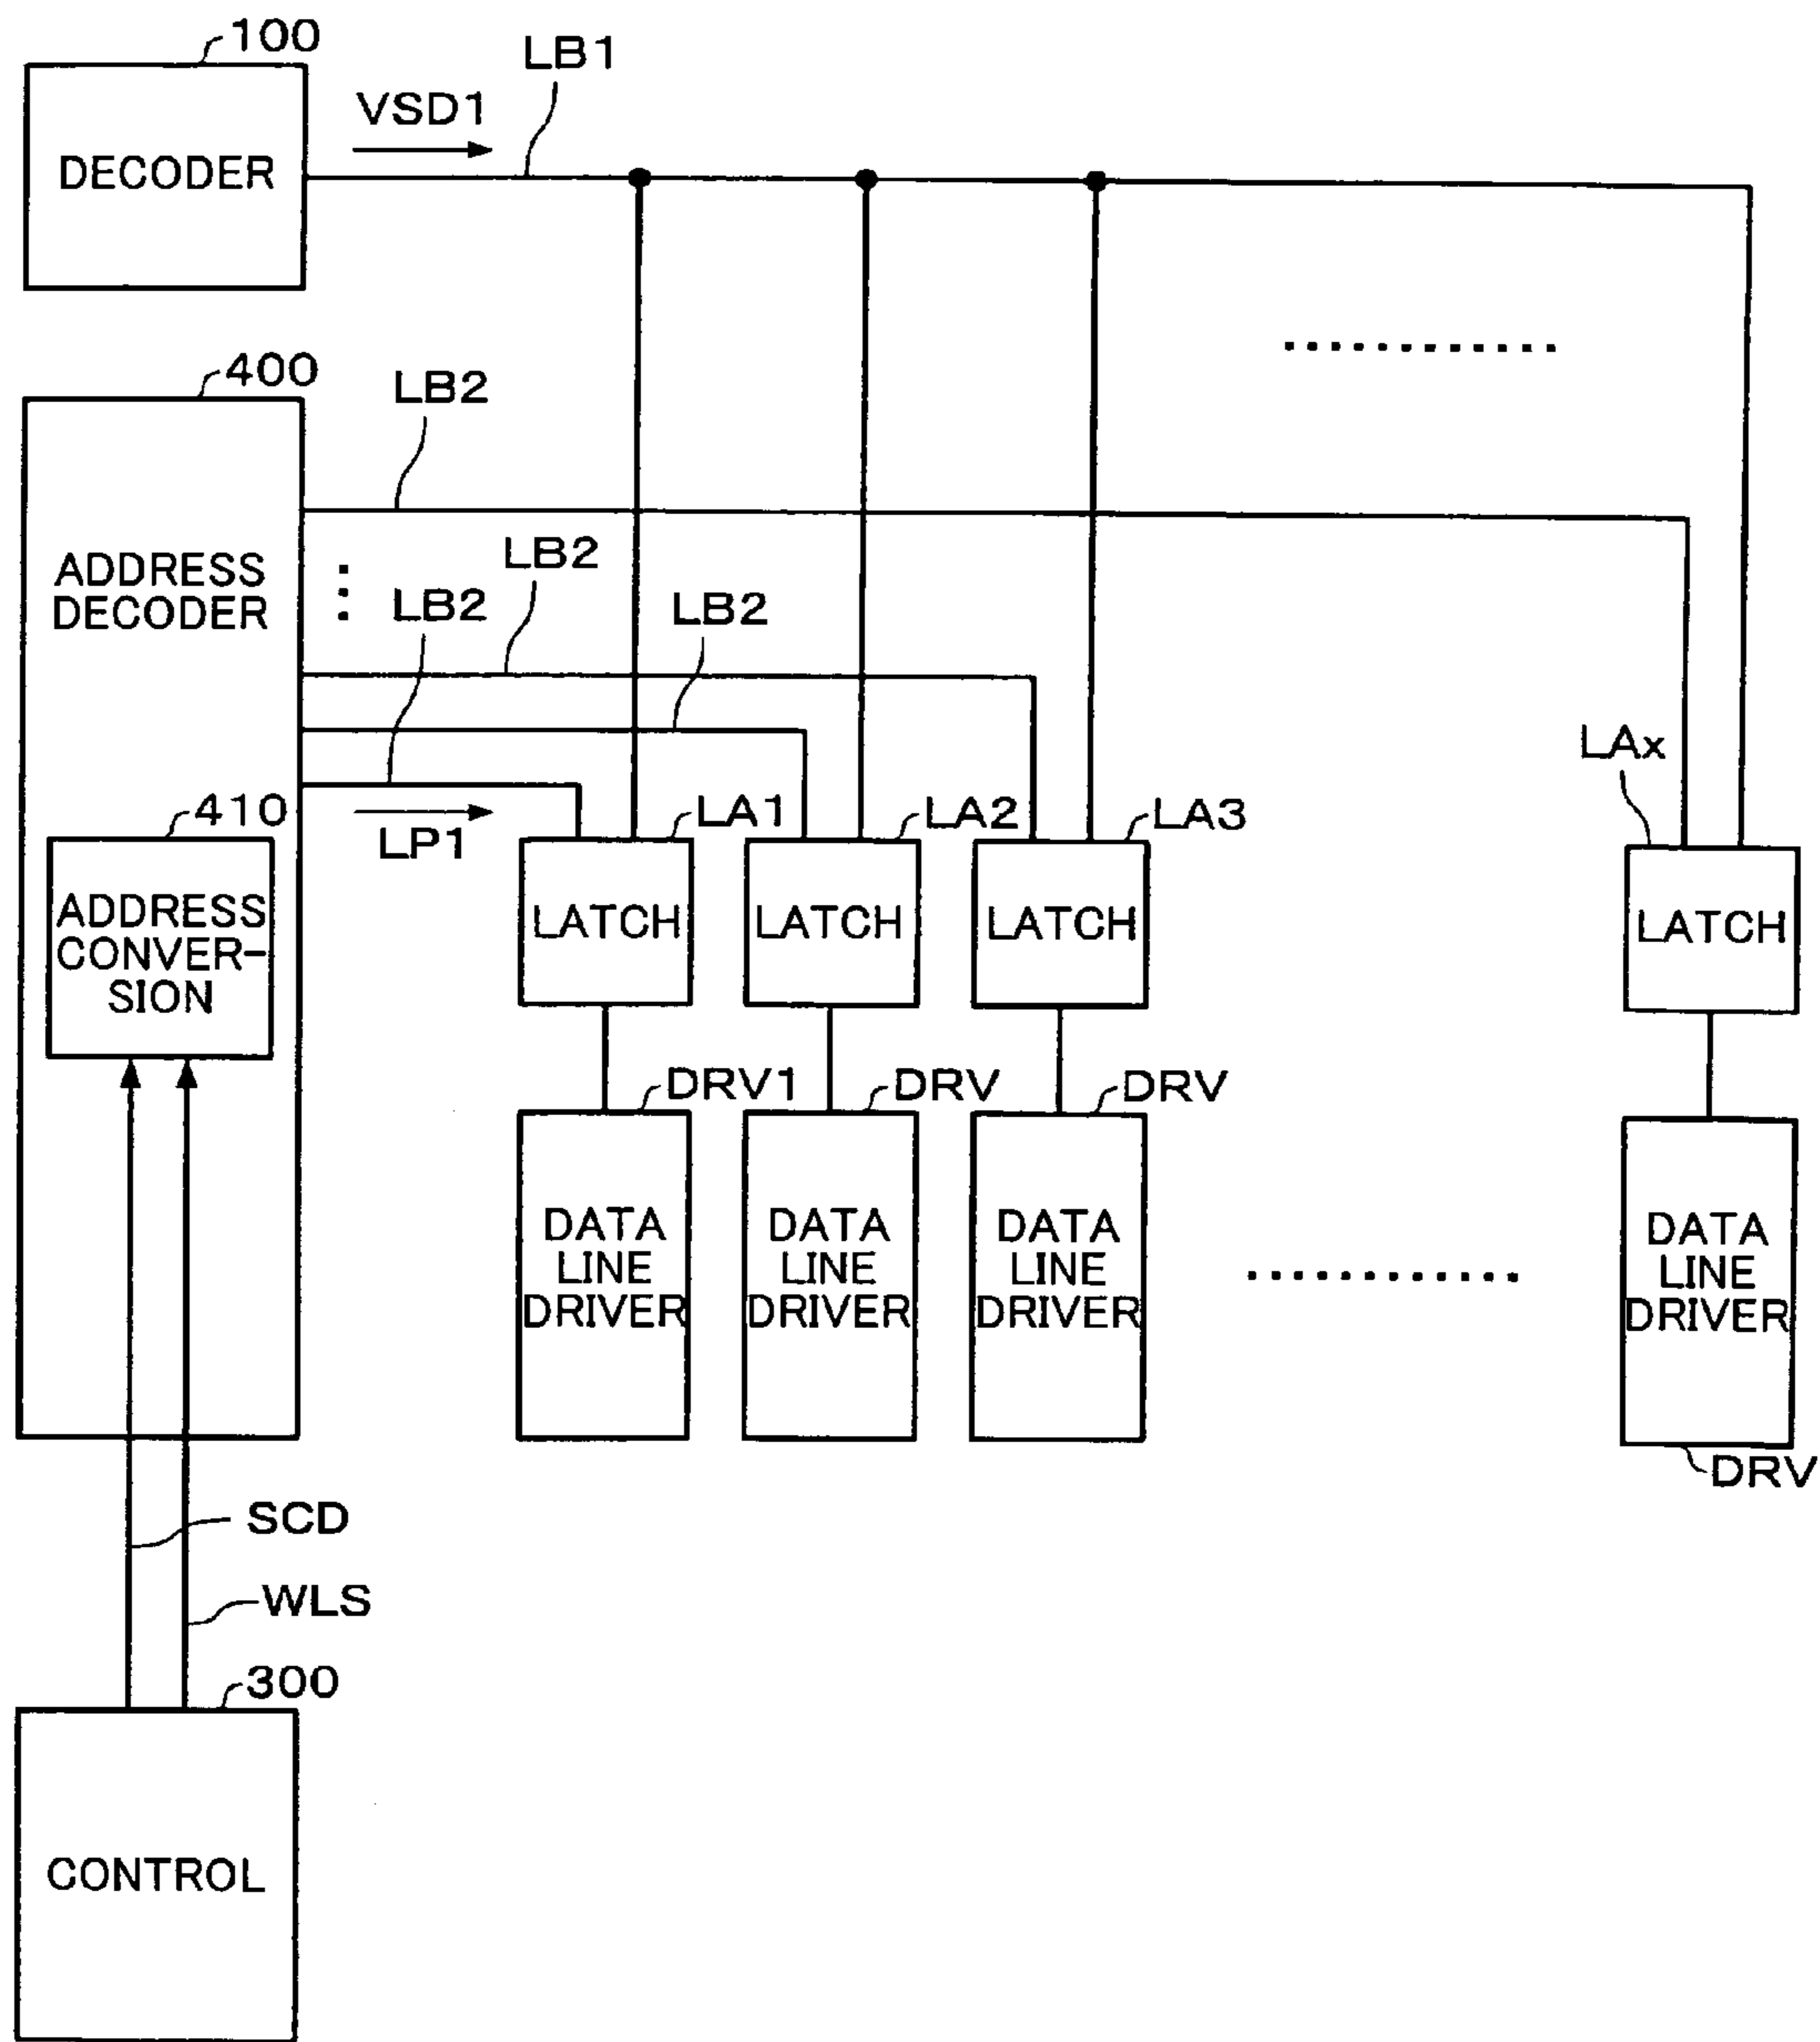 100
LB1
VSD1
DECODER
400
LB2
ADDRESS
DECODER
LB2
LB2
LB2
LAx
410
LP1
LA1
LA2
LA3
ADDRESS
CONVER-
SION
LATCH
LATCH
LATCH
LATCH
DRV1
DRV
DRV
DATA
LINE
DRIVER
DATA
LINE
DRIVER
DATA
LINE
DRIVER
DATA
LINE
DRIVER
DRV
SCD
WLS
300
CONTROL